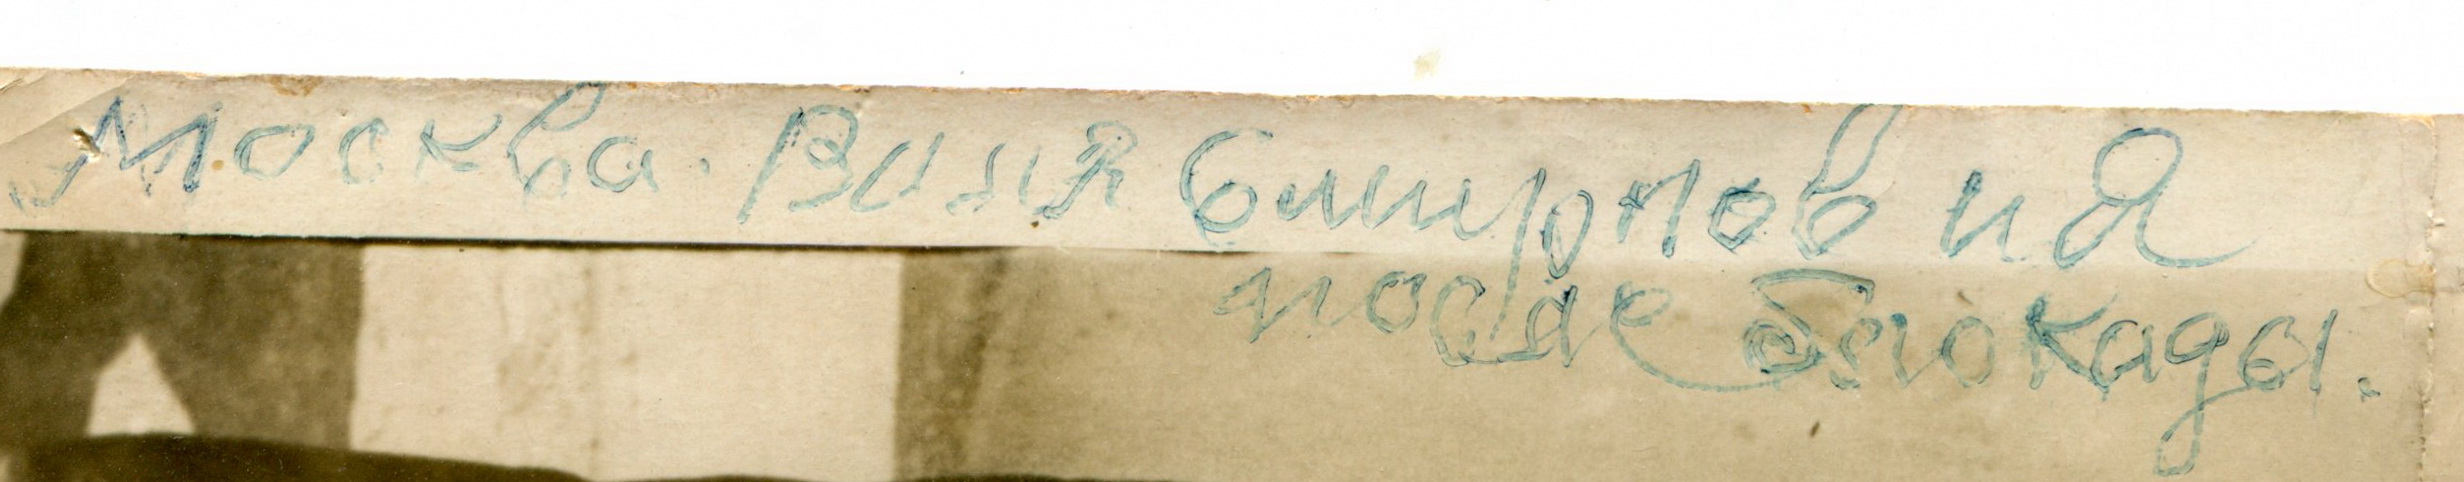 Москва. Валя Смирнов и Я
после блокады.